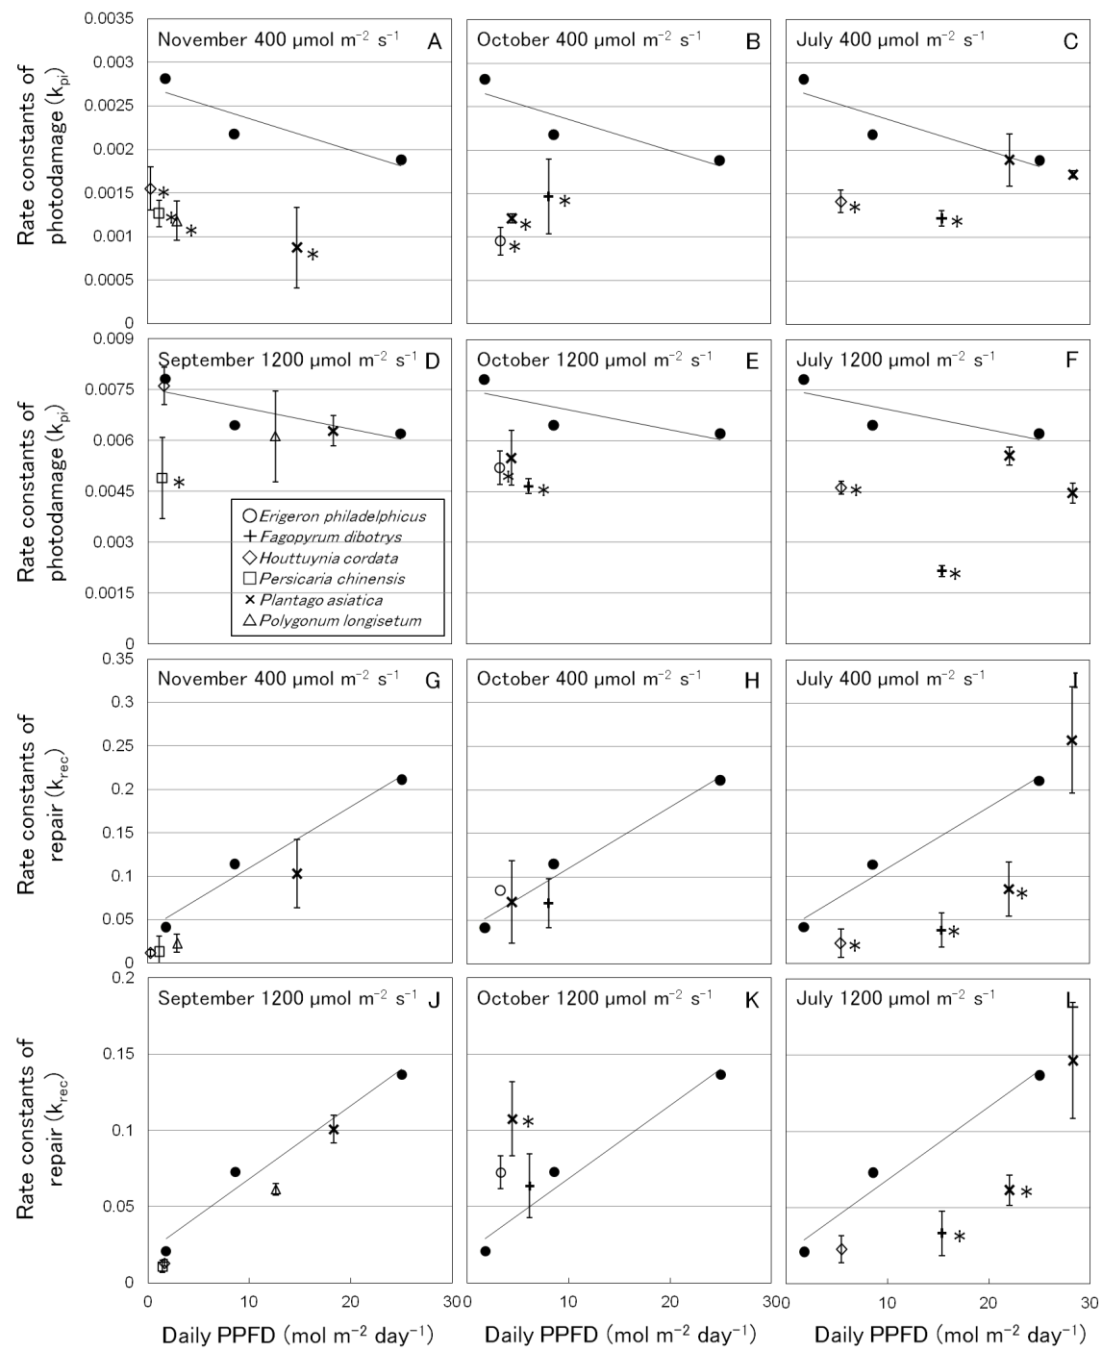 Rate constants of
photodamage (kpi)
0.0035
0.003
0.0025
0.002
0.0015
0.001
0.0005
0
November 400 μmol m⁻² s⁻¹ A
October 400 μmol m⁻² s⁻¹ B
July 400 μmol m⁻² s⁻¹ C
* * * *
* * *
* *
Rate constants of
photodamage (kpi)
0.009
0.0075
0.006
0.0045
0.003
0.0015
0
September 1200 μmol m⁻² s⁻¹ D
October 1200 μmol m⁻² s⁻¹ E
July 1200 μmol m⁻² s⁻¹ F
*
* *
* *
Erigeron philadelphicus
Fagopyrum dibotrys
Houttuynia cordata
Persicaria chinensis
Plantago asiatica
Polygonum longisetum
Rate constants of
repair (krec)
0.35
0.3
0.25
0.2
0.15
0.1
0.05
0
November 400 μmol m⁻² s⁻¹ G
October 400 μmol m⁻² s⁻¹ H
July 400 μmol m⁻² s⁻¹ I
* * *
Rate constants of
repair (krec)
0.2
0.15
0.1
0.05
0
September 1200 μmol m⁻² s⁻¹ J
October 1200 μmol m⁻² s⁻¹ K
July 1200 μmol m⁻² s⁻¹ L
*
* *
0 10 20 30
0 10 20 30
0 10 20 30
Daily PPFD (mol m⁻² day⁻¹)
Daily PPFD (mol m⁻² day⁻¹)
Daily PPFD (mol m⁻² day⁻¹)